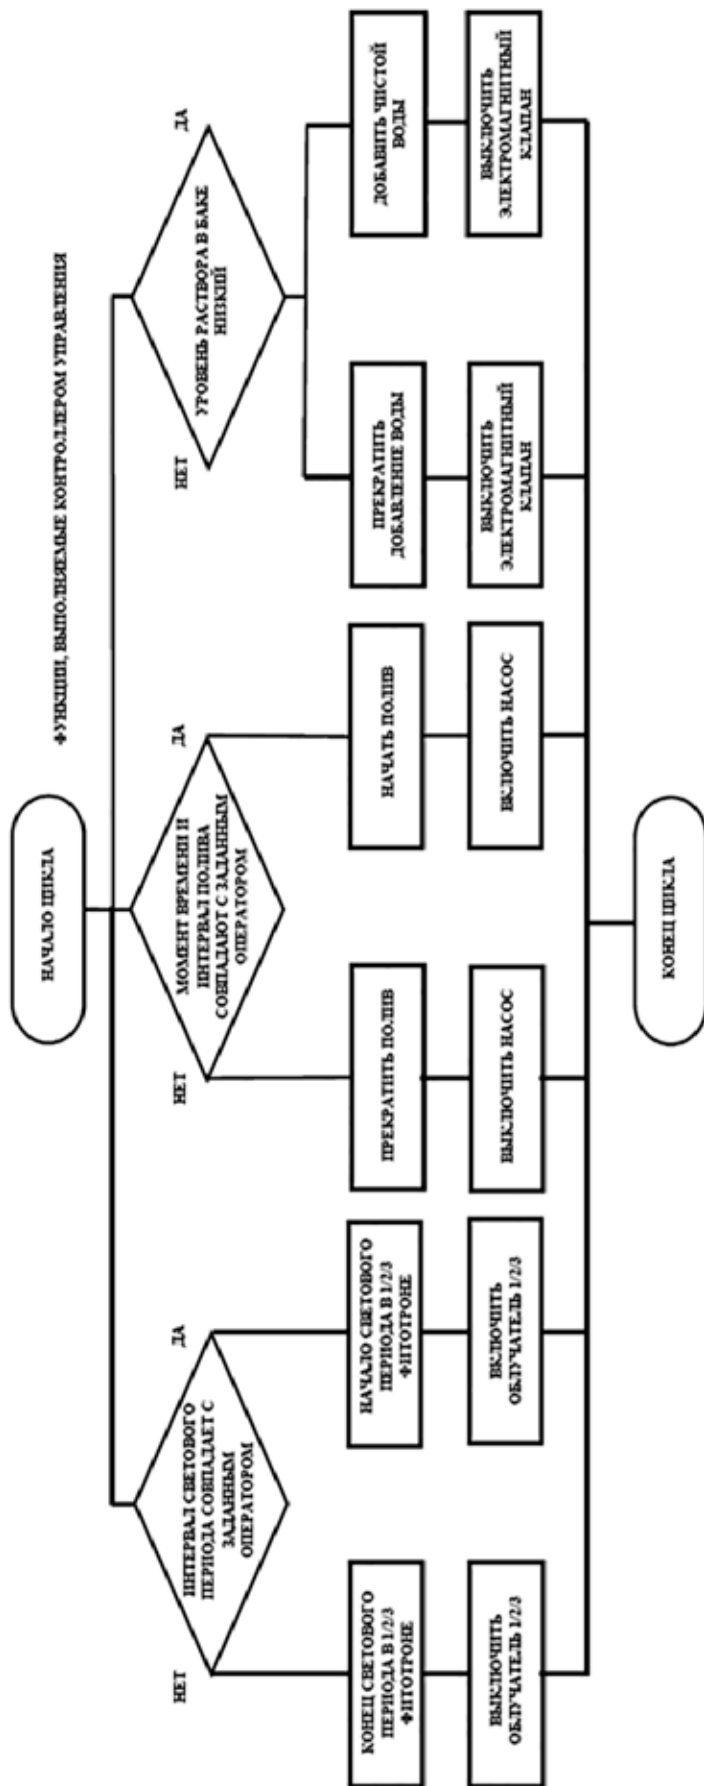 НАЧАЛО ЦИКЛА
ФУНКЦИИ, ВЫПОЛНЯЕМЫЕ КОНТРОЛЛЕРОМ УПРАВЛЕНИЯ
НЕТ
ИНТЕРВАЛ СВЕТОВОГО
ПЕРИОДА СОВПАДАЕТ С
ЗАДАННЫМ
ОПЕРАТОРОМ
ДА
НЕТ
МОМЕНТ ВРЕМЕНИ И
ИНТЕРВАЛ ПОЛИВА
СОВПАДАЮТ С ЗАДАННЫМ
ОПЕРАТОРОМ
ДА
НЕТ
УРОВЕНЬ РАСТВОРА В БАКЕ
НИЗКИЙ
ДА
КОНЕЦ СВЕТОВОГО
ПЕРИОДА В 1/2/3
ФИТОТРОНЕ
НАЧАЛО СВЕТОВОГО
ПЕРИОДА В 1/2/3
ФИТОТРОНЕ
ПРЕКРАТИТЬ ПОЛИВ
НАЧАТЬ ПОЛИВ
ПРЕКРАТИТЬ
ДОБАВЛЕНИЕ ВОДЫ
ДОБАВИТЬ ЧИСТОЙ
ВОДЫ
ВЫКЛЮЧИТЬ
ОБЛУЧАТЕЛЬ 1/2/3
ВКЛЮЧИТЬ
ОБЛУЧАТЕЛЬ 1/2/3
ВЫКЛЮЧИТЬ НАСОС
ВКЛЮЧИТЬ НАСОС
ВЫКЛЮЧИТЬ
ЭЛЕКТРОМАГНИТНЫЙ
КЛАПАН
ВЫКЛЮЧИТЬ
ЭЛЕКТРОМАГНИТНЫЙ
КЛАПАН
КОНЕЦ ЦИКЛА